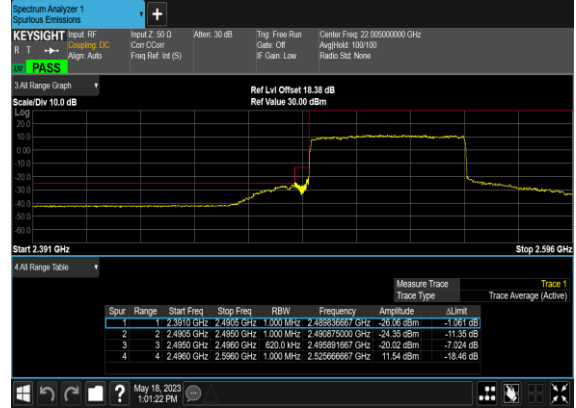 Spectrum Analyzer 1
Spurious Emissions
KEYSIGHT Input: RF Input Z: 50 Ω Atten: 30 dB Trig: Free Run Center Freq: 22.005000000 GHz
R T Coupling: DC Corr CCorr Gate: Off Avg|Hold: 100/100
Align: Auto Freq Ref: Int (S) IF Gain: Low Radio Std: None
PASS
3 All Range Graph
Ref Lvl Offset 18.38 dB
Scale/Div 10.0 dB Ref Value 30.00 dBm
Log
20.0
10.0
0.00
-10.0
-20.0
-30.0
-40.0
-50.0
-60.0
Start 2.391 GHz Stop 2.596 GHz
4 All Range Table
Measure Trace Trace 1
Trace Type Trace Average (Active)
Spur Range Start Freq Stop Freq RBW Frequency Amplitude ΔLimit
1 1 2.3910 GHz 2.4905 GHz 1.000 MHz 2.489836667 GHz -26.06 dBm -1.061 dB
2 2 2.4905 GHz 2.4950 GHz 1.000 MHz 2.490875000 GHz -24.35 dBm -11.35 dB
3 3 2.4950 GHz 2.4960 GHz 620.0 kHz 2.495891667 GHz -20.02 dBm -7.024 dB
4 4 2.4960 GHz 2.5960 GHz 1.000 MHz 2.525666667 GHz 11.54 dBm -18.46 dB
? May 18, 2023
1:01:22 PM